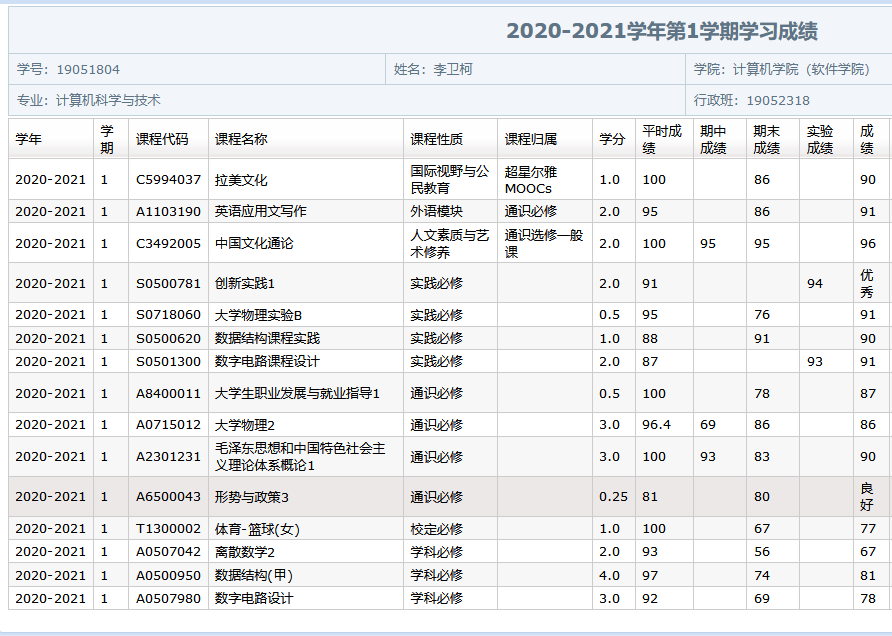 2020-2021学年第1学期学习成绩
学号：19051804 姓名：李卫柯 学院：计算机学院（软件学院）
专业：计算机科学与技术 行政班：19052318
学年 学期 课程代码 课程名称 课程性质 课程归属 学分 平时成绩 期中成绩 期末成绩 实验成绩 成绩
2020-2021 1 C5994037 拉美文化 国际视野与公民教育 超星尔雅MOOCs 1.0 100 86 90
2020-2021 1 A1103190 英语应用文写作 外语模块 通识必修 2.0 95 86 91
2020-2021 1 C3492005 中国文化通论 人文素质与艺术修养 通识选修一般课 2.0 100 95 95 96
2020-2021 1 S0500781 创新实践1 实践必修 2.0 91 94 优秀
2020-2021 1 S0718060 大学物理实验B 实践必修 0.5 95 76 91
2020-2021 1 S0500620 数据结构课程实践 实践必修 1.0 88 91 90
2020-2021 1 S0501300 数字电路课程设计 实践必修 2.0 87 93 91
2020-2021 1 A8400011 大学生职业发展与就业指导1 通识必修 0.5 100 78 87
2020-2021 1 A0715012 大学物理2 通识必修 3.0 96.4 69 86 86
2020-2021 1 A2301231 毛泽东思想和中国特色社会主义理论体系概论1 通识必修 3.0 100 93 83 90
2020-2021 1 A6500043 形势与政策3 通识必修 0.25 81 80 良好
2020-2021 1 T1300002 体育-篮球(女) 校定必修 1.0 100 67 77
2020-2021 1 A0507042 离散数学2 学科必修 2.0 93 56 67
2020-2021 1 A0500950 数据结构(甲) 学科必修 4.0 97 74 81
2020-2021 1 A0507980 数字电路设计 学科必修 3.0 92 69 78